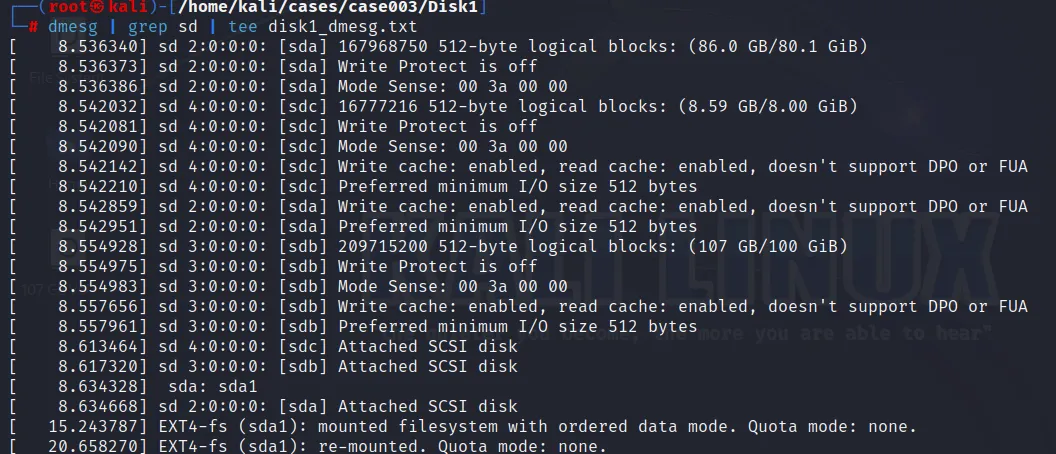 ┌──(root㉿kali)-[/home/kali/cases/case003/Disk1]
└─# dmesg | grep sd | tee disk1_dmesg.txt
[    8.536340] sd 2:0:0:0: [sda] 167968750 512-byte logical blocks: (86.0 GB/80.1 GiB)
[    8.536373] sd 2:0:0:0: [sda] Write Protect is off
[    8.536386] sd 2:0:0:0: [sda] Mode Sense: 00 3a 00 00
[    8.542032] sd 4:0:0:0: [sdc] 16777216 512-byte logical blocks: (8.59 GB/8.00 GiB)
[    8.542081] sd 4:0:0:0: [sdc] Write Protect is off
[    8.542090] sd 4:0:0:0: [sdc] Mode Sense: 00 3a 00 00
[    8.542142] sd 4:0:0:0: [sdc] Write cache: enabled, read cache: enabled, doesn't support DPO or FUA
[    8.542210] sd 4:0:0:0: [sdc] Preferred minimum I/O size 512 bytes
[    8.542859] sd 2:0:0:0: [sda] Write cache: enabled, read cache: enabled, doesn't support DPO or FUA
[    8.542951] sd 2:0:0:0: [sda] Preferred minimum I/O size 512 bytes
[    8.554928] sd 3:0:0:0: [sdb] 209715200 512-byte logical blocks: (107 GB/100 GiB)
[    8.554975] sd 3:0:0:0: [sdb] Write Protect is off
[    8.554983] sd 3:0:0:0: [sdb] Mode Sense: 00 3a 00 00
[    8.557656] sd 3:0:0:0: [sdb] Write cache: enabled, read cache: enabled, doesn't support DPO or FUA
[    8.557961] sd 3:0:0:0: [sdb] Preferred minimum I/O size 512 bytes
[    8.613464] sd 4:0:0:0: [sdc] Attached SCSI disk
[    8.617320] sd 3:0:0:0: [sdb] Attached SCSI disk
[    8.634328]  sda: sda1
[    8.634668] sd 2:0:0:0: [sda] Attached SCSI disk
[   15.243787] EXT4-fs (sda1): mounted filesystem with ordered data mode. Quota mode: none.
[   20.658270] EXT4-fs (sda1): re-mounted. Quota mode: none.
KALI LINUX
become, the more you are able to hear"